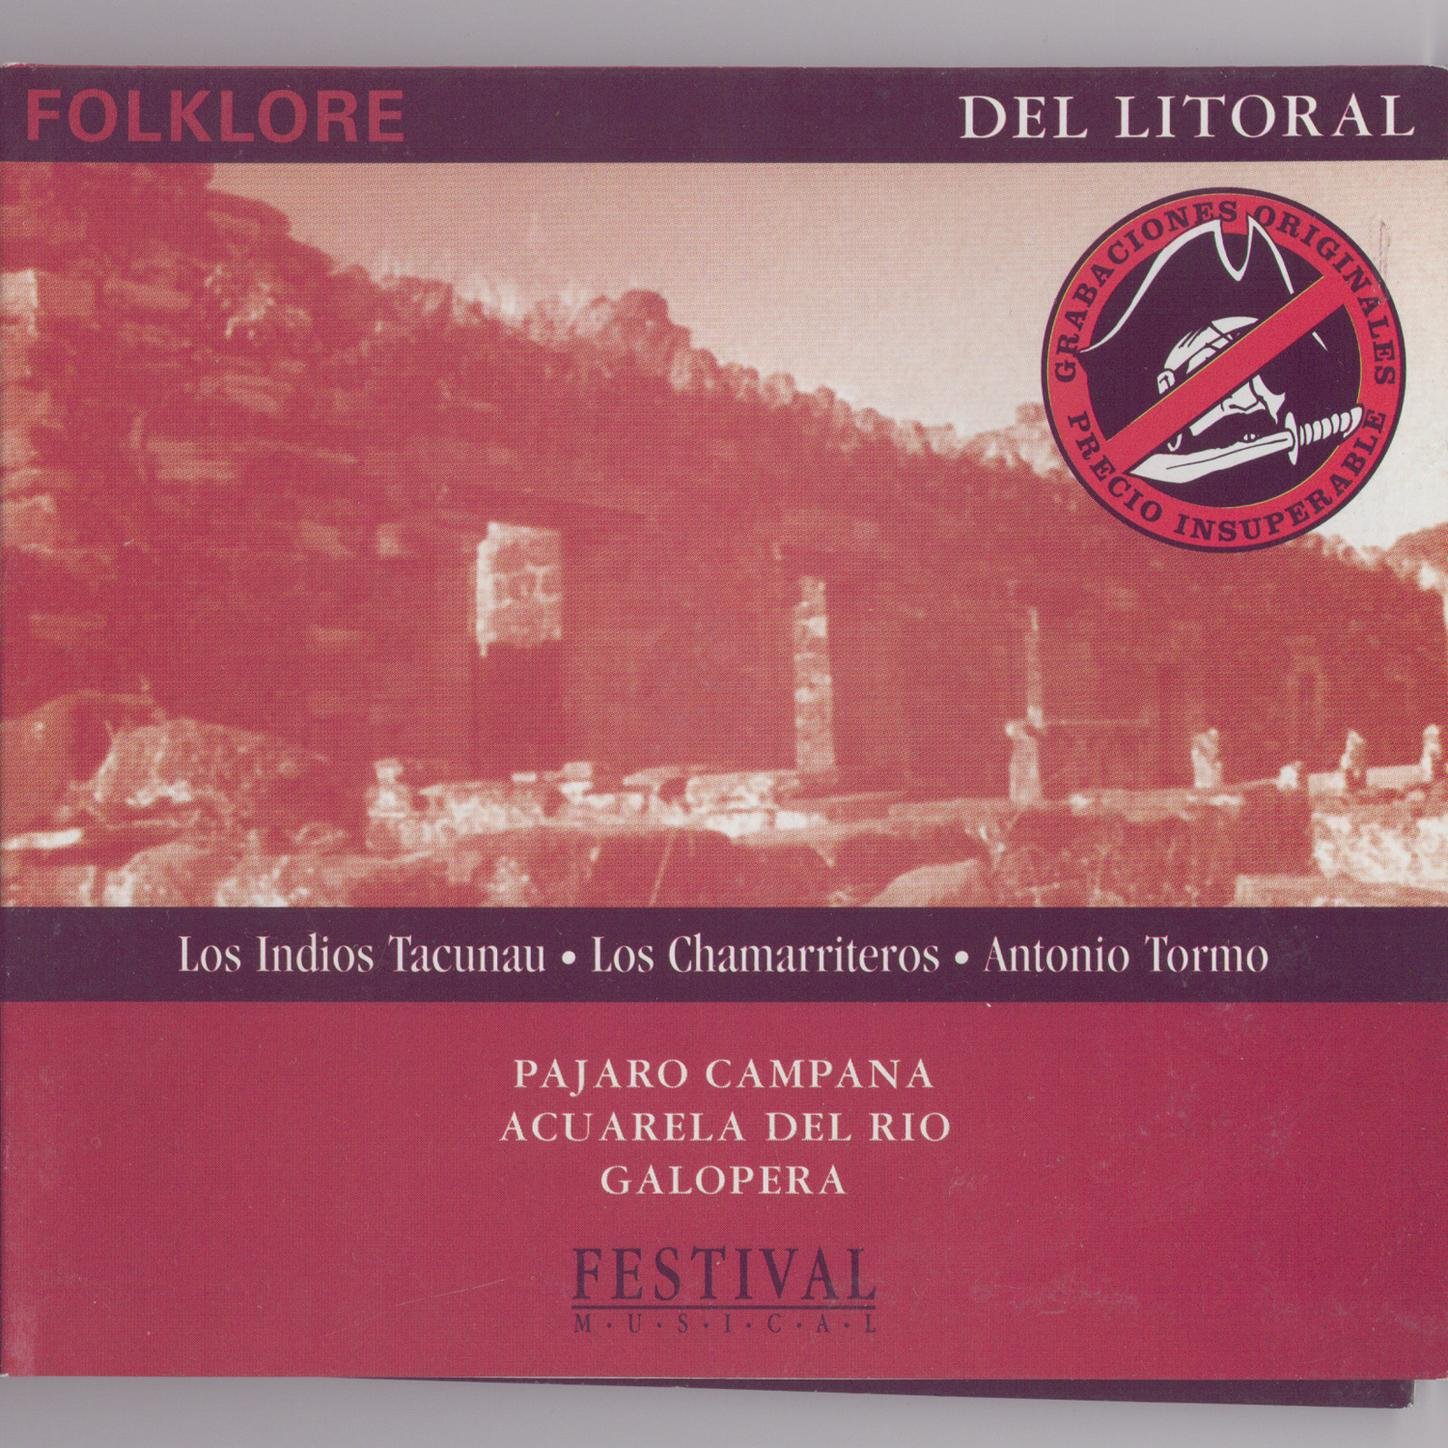 FOLKLORE
DEL LITORAL
GRABACIONES ORIGINALES
PRECIO INSUPERABLE
Los Indios Tacunau • Los Chamarriteros • Antonio Tormo
PAJARO CAMPANA
ACUARELA DEL RIO
GALOPERA
FESTIVAL
M·U·S·I·C·A·L